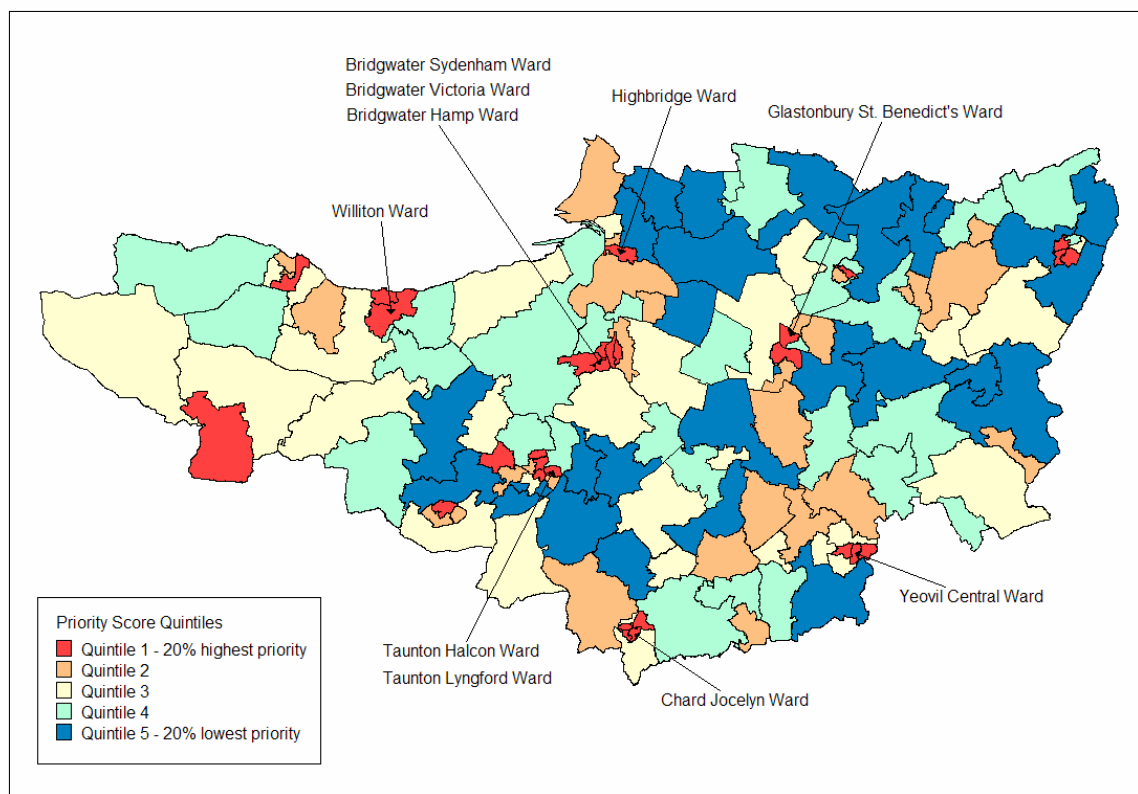 Bridgwater Sydenham Ward
Bridgwater Victoria Ward
Bridgwater Hamp Ward
Highbridge Ward
Glastonbury St. Benedict's Ward
Williton Ward
Yeovil Central Ward
Taunton Halcon Ward
Taunton Lyngford Ward
Chard Jocelyn Ward
Priority Score Quintiles
Quintile 1 - 20% highest priority
Quintile 2
Quintile 3
Quintile 4
Quintile 5 - 20% lowest priority